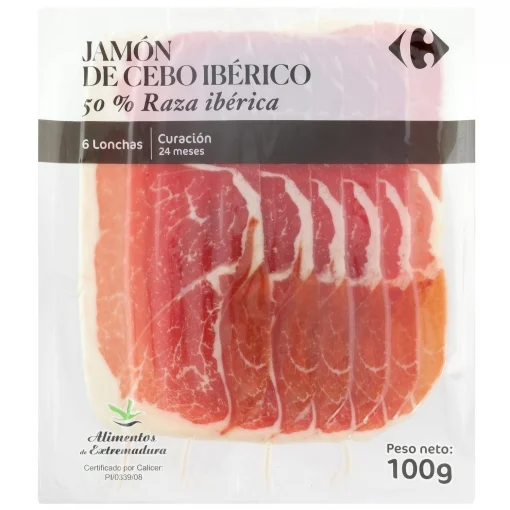 JAMÓN
DE CEBO IBÉRICO
50 % Raza ibérica
6 Lonchas
Curación
24 meses
Alimentos
de Extremadura
Certificado por Calicer:
PI/0339/08
Peso neto:
100g